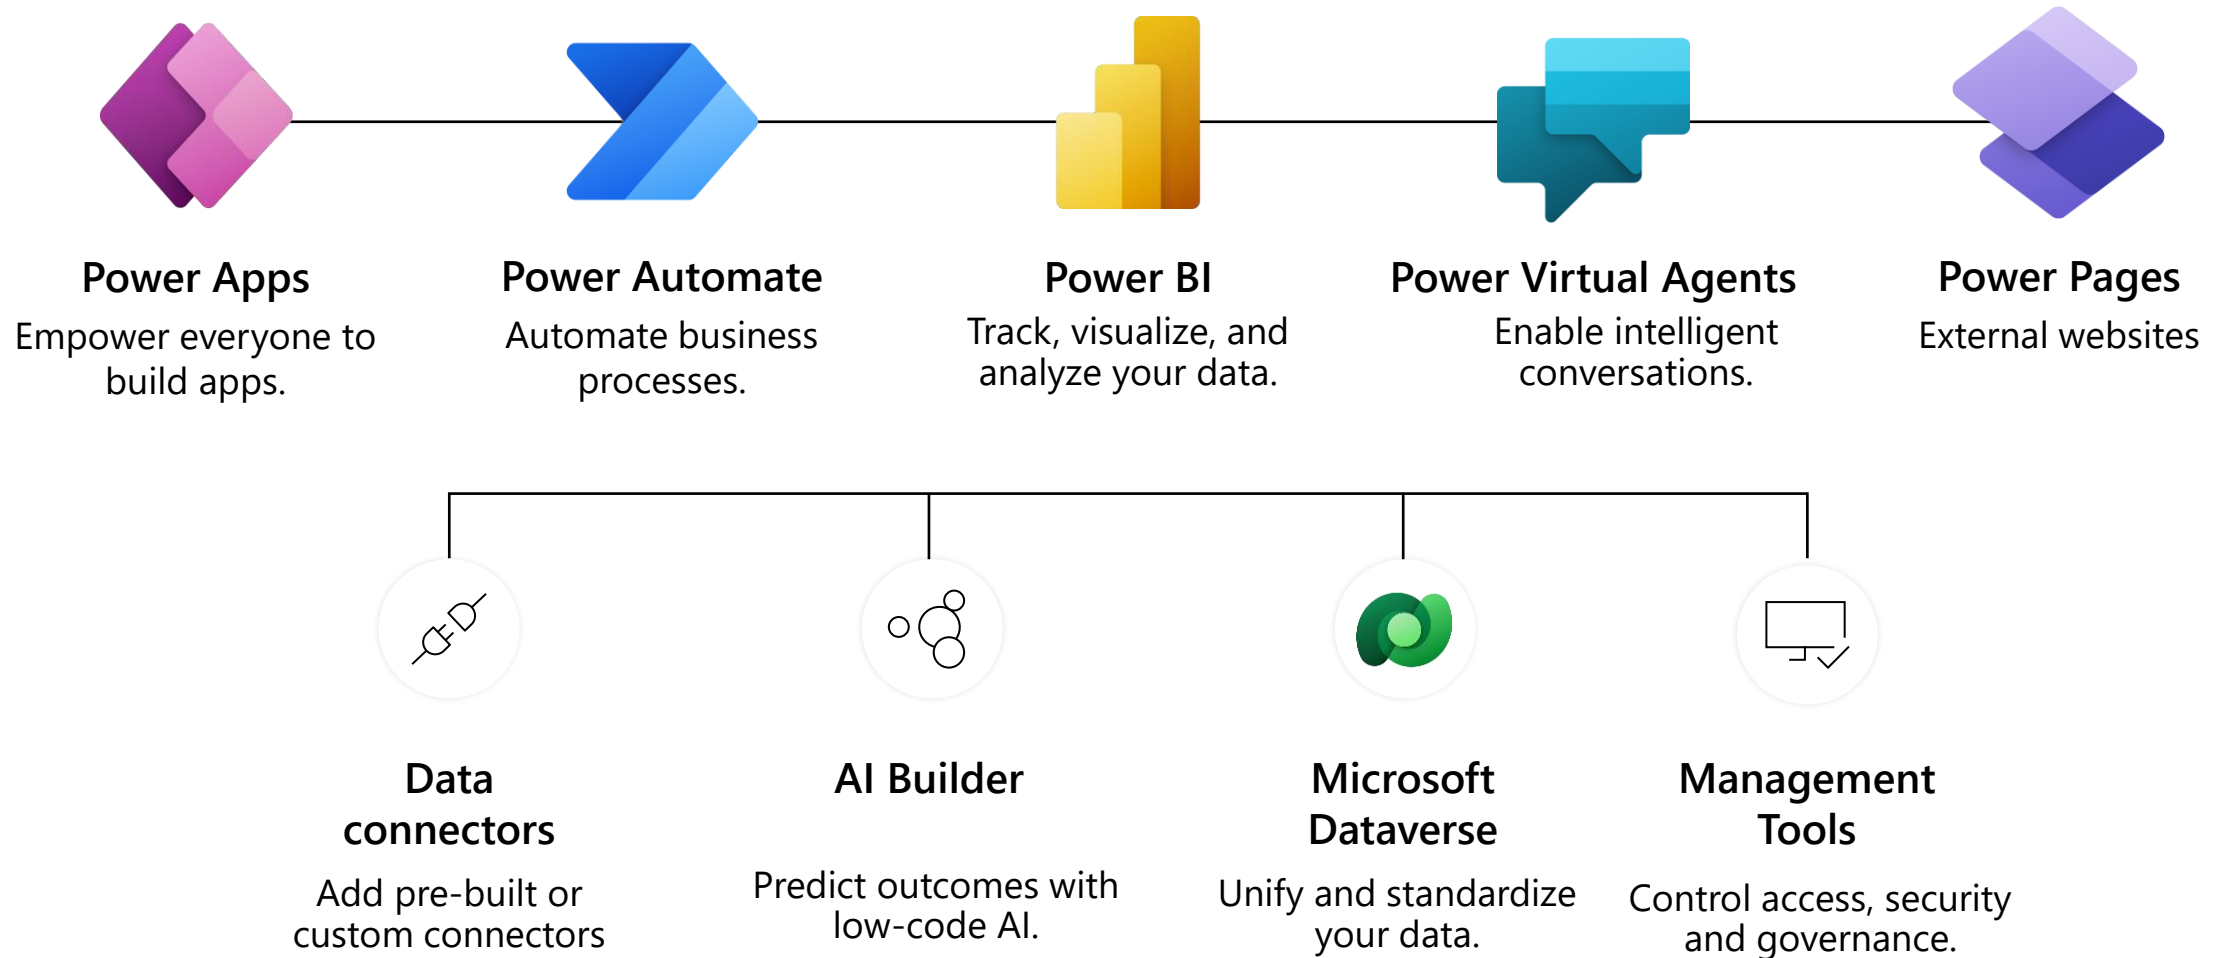 Power Apps
Empower everyone to
build apps.
Power Automate
Automate business
processes.
Power BI
Track, visualize, and
analyze your data.
Power Virtual Agents
Enable intelligent
conversations.
Power Pages
External websites
Data
connectors
Add pre-built or
custom connectors
AI Builder
Predict outcomes with
low-code AI.
Microsoft
Dataverse
Unify and standardize
your data.
Management
Tools
Control access, security
and governance.